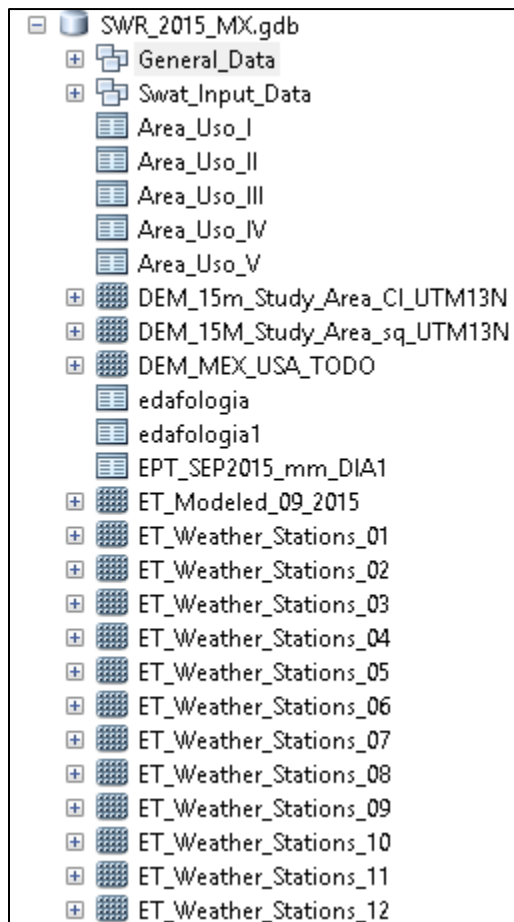 SWR_2015_MX.gdb
General_Data
Swat_Input_Data
Area_Uso_I
Area_Uso_II
Area_Uso_III
Area_Uso_IV
Area_Uso_V
DEM_15m_Study_Area_Cl_UTM13N
DEM_15M_Study_Area_sq_UTM13N
DEM_MEX_USA_TODO
edafologia
edafologia1
EPT_SEP2015_mm_DIA1
ET_Modeled_09_2015
ET_Weather_Stations_01
ET_Weather_Stations_02
ET_Weather_Stations_03
ET_Weather_Stations_04
ET_Weather_Stations_05
ET_Weather_Stations_06
ET_Weather_Stations_07
ET_Weather_Stations_08
ET_Weather_Stations_09
ET_Weather_Stations_10
ET_Weather_Stations_11
ET_Weather_Stations_12